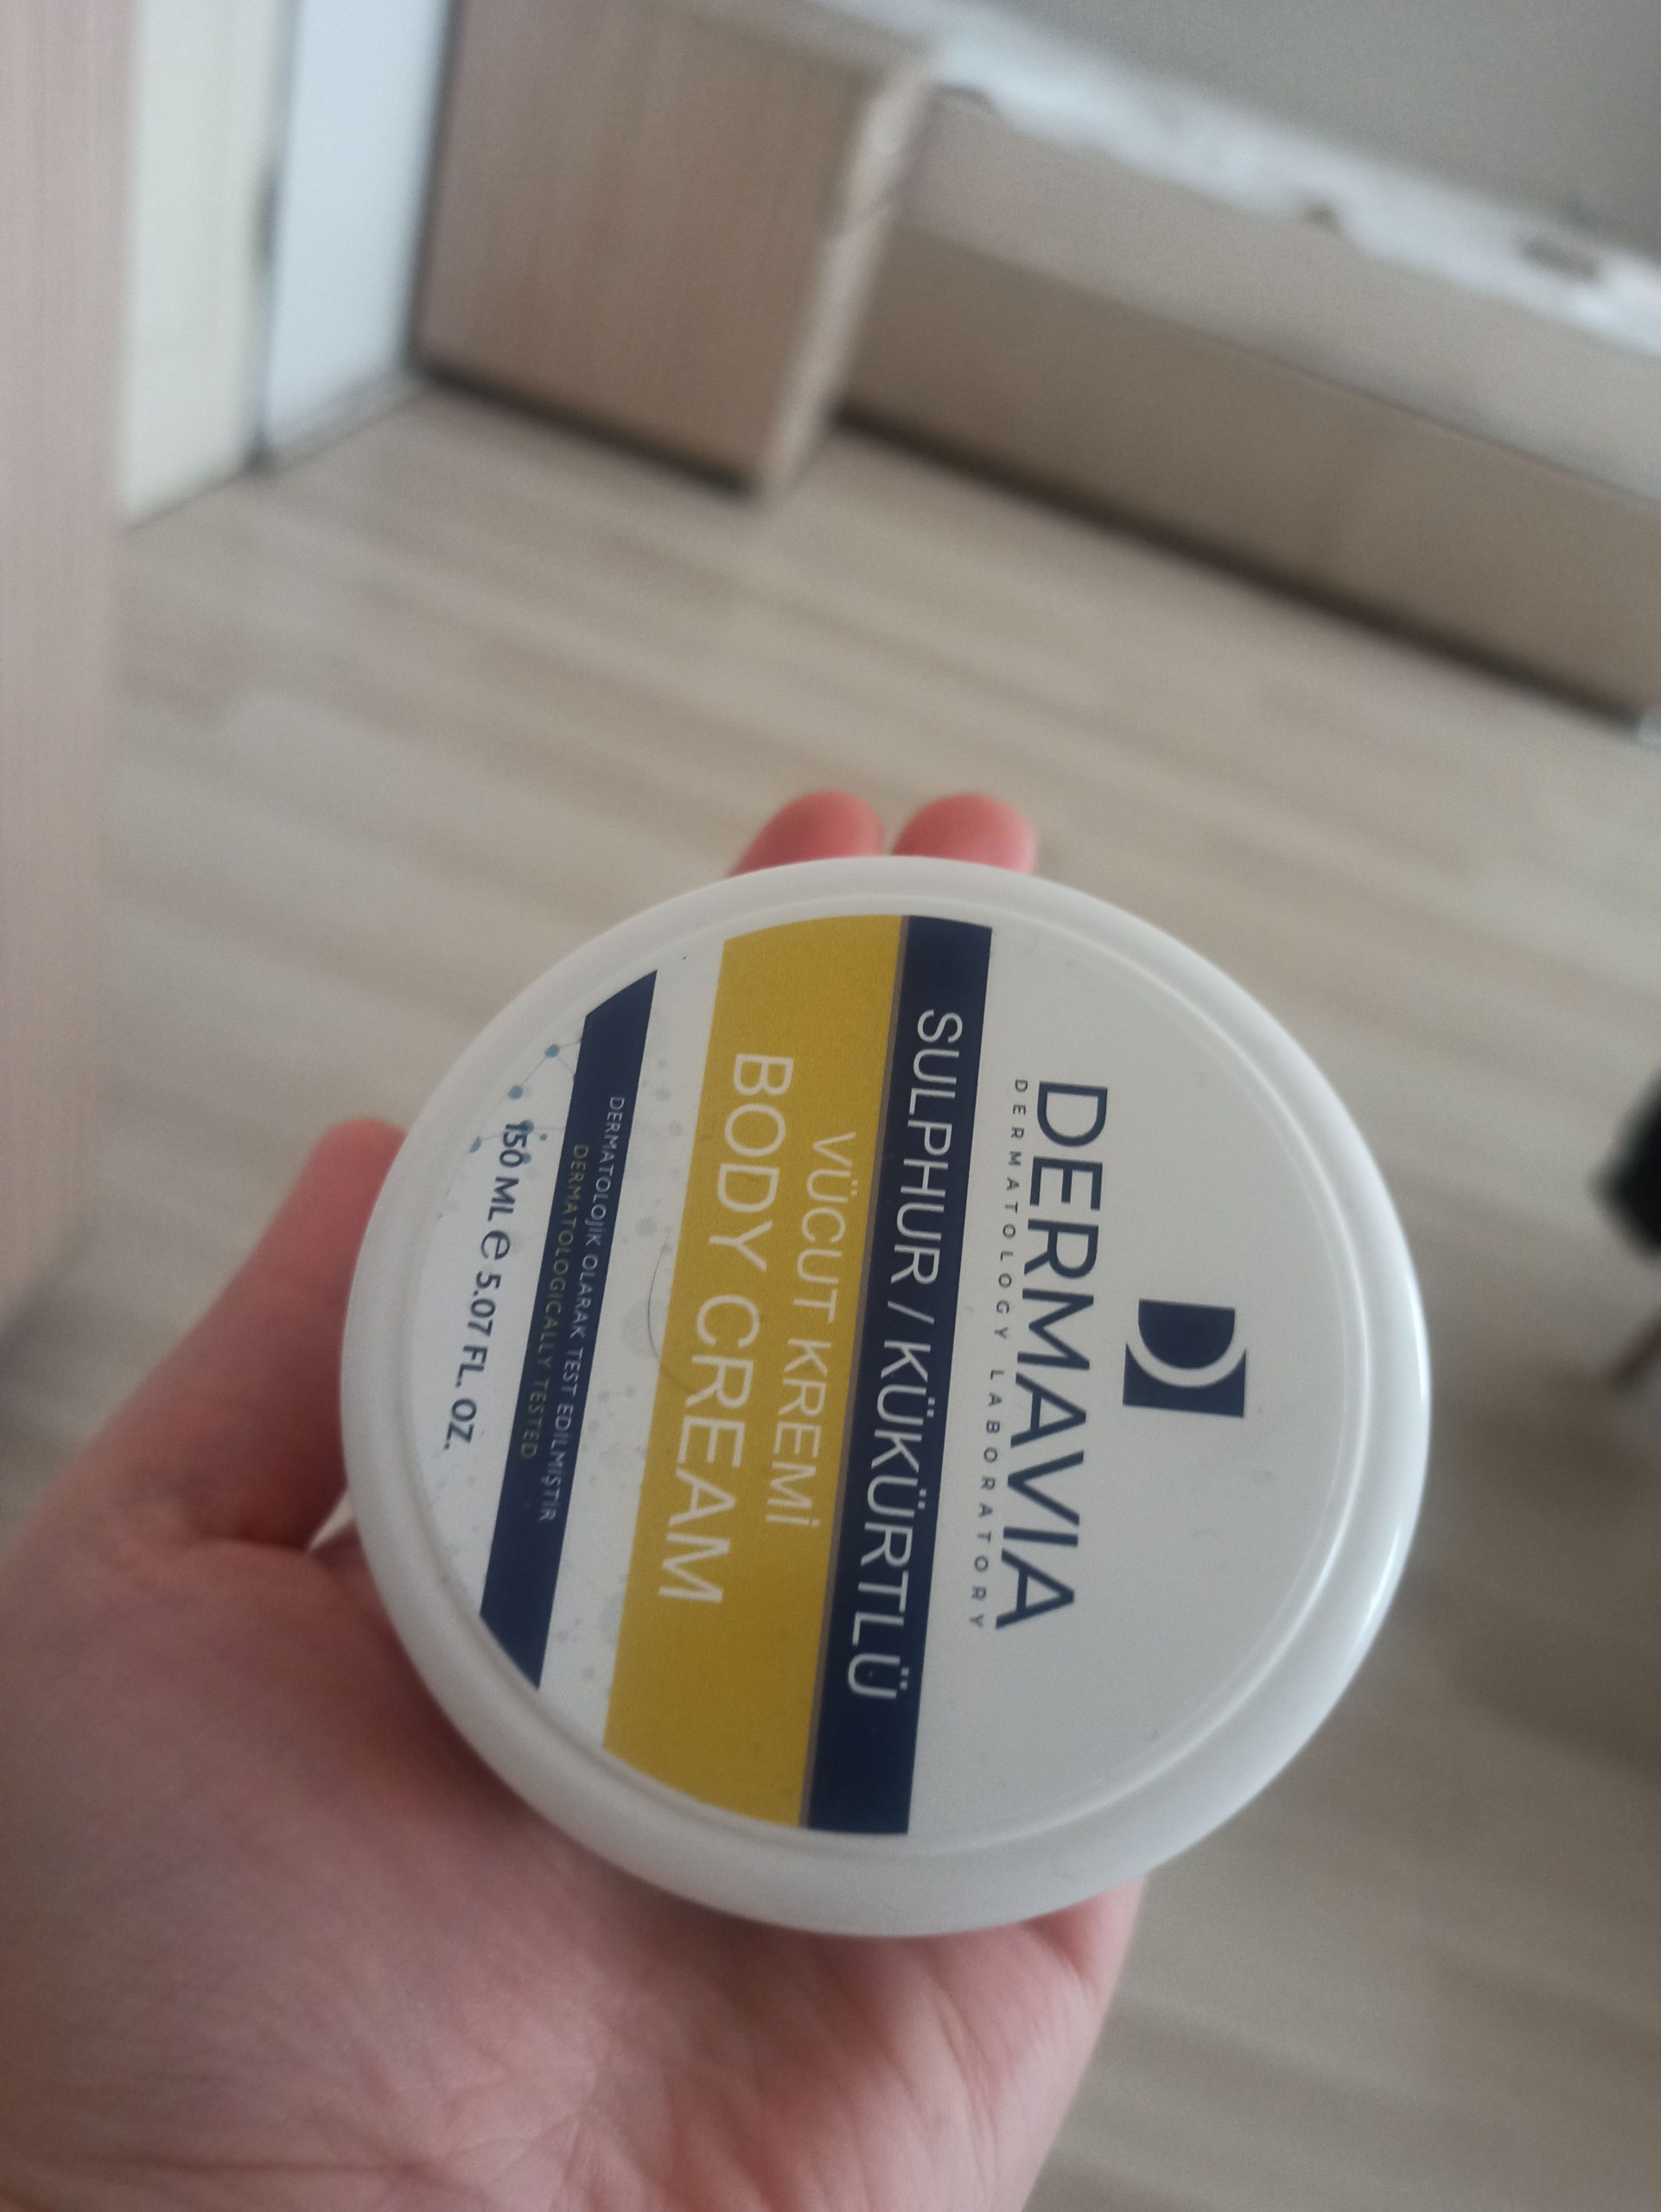 DERMAVIA
DERMATOLOGY LABORATORY
SULPHUR / KÜKÜRTLÜ
VÜCUT KREMİ
BODY CREAM
DERMATOLOJİK OLARAK TEST EDİLMİŞTİR
DERMATOLOGICALLY TESTED
150 ML ℮ 5.07 FL. OZ.